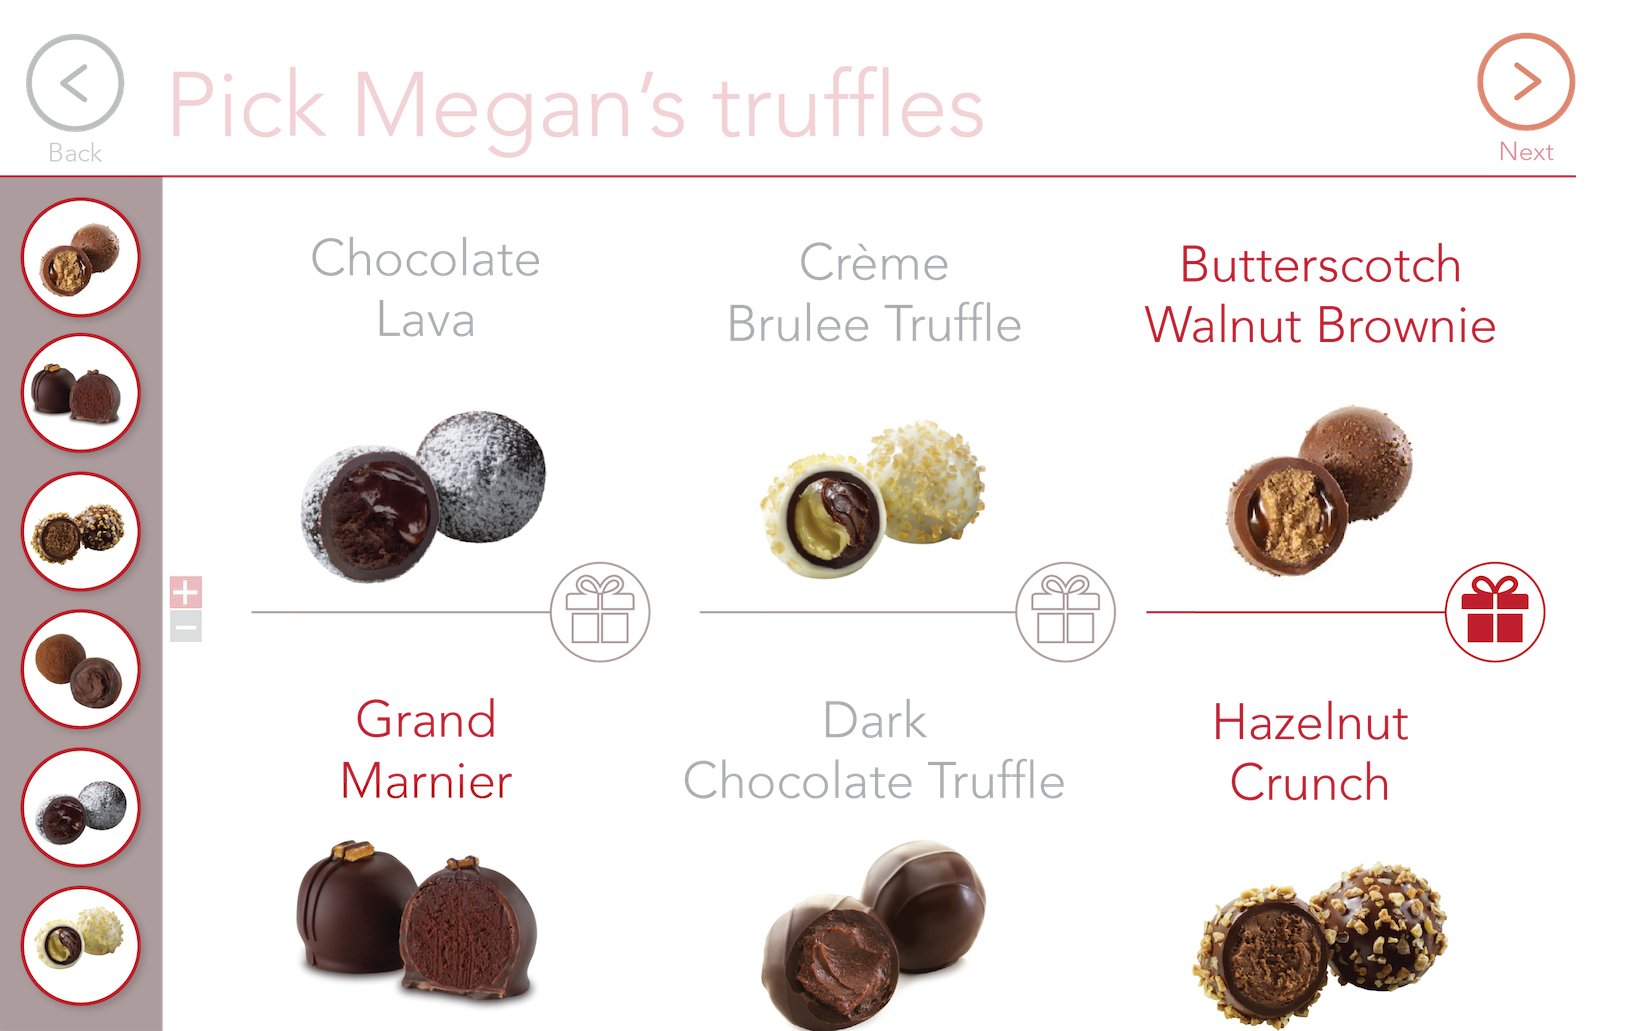 Pick Megan's truffles
Back
Next
Chocolate
Lava
Crème
Brulee Truffle
Butterscotch
Walnut Brownie
Grand
Marnier
Dark
Chocolate Truffle
Hazelnut
Crunch